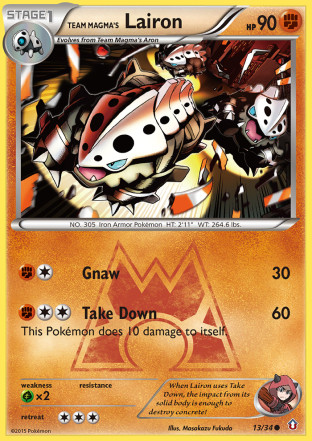 STAGE1
TEAM MAGMA'S Lairon HP 90
Evolves from Team Magma's Aron
NO. 305 Iron Armor Pokémon HT: 2'11" WT: 264.6 lbs.
Gnaw 30
Take Down 60
This Pokémon does 10 damage to itself.
weakness resistance
×2
retreat
When Lairon uses Take
Down, the impact from its
solid body is enough to
destroy concrete!
©2015 Pokémon Illus. Masakazu Fukuda 13/34